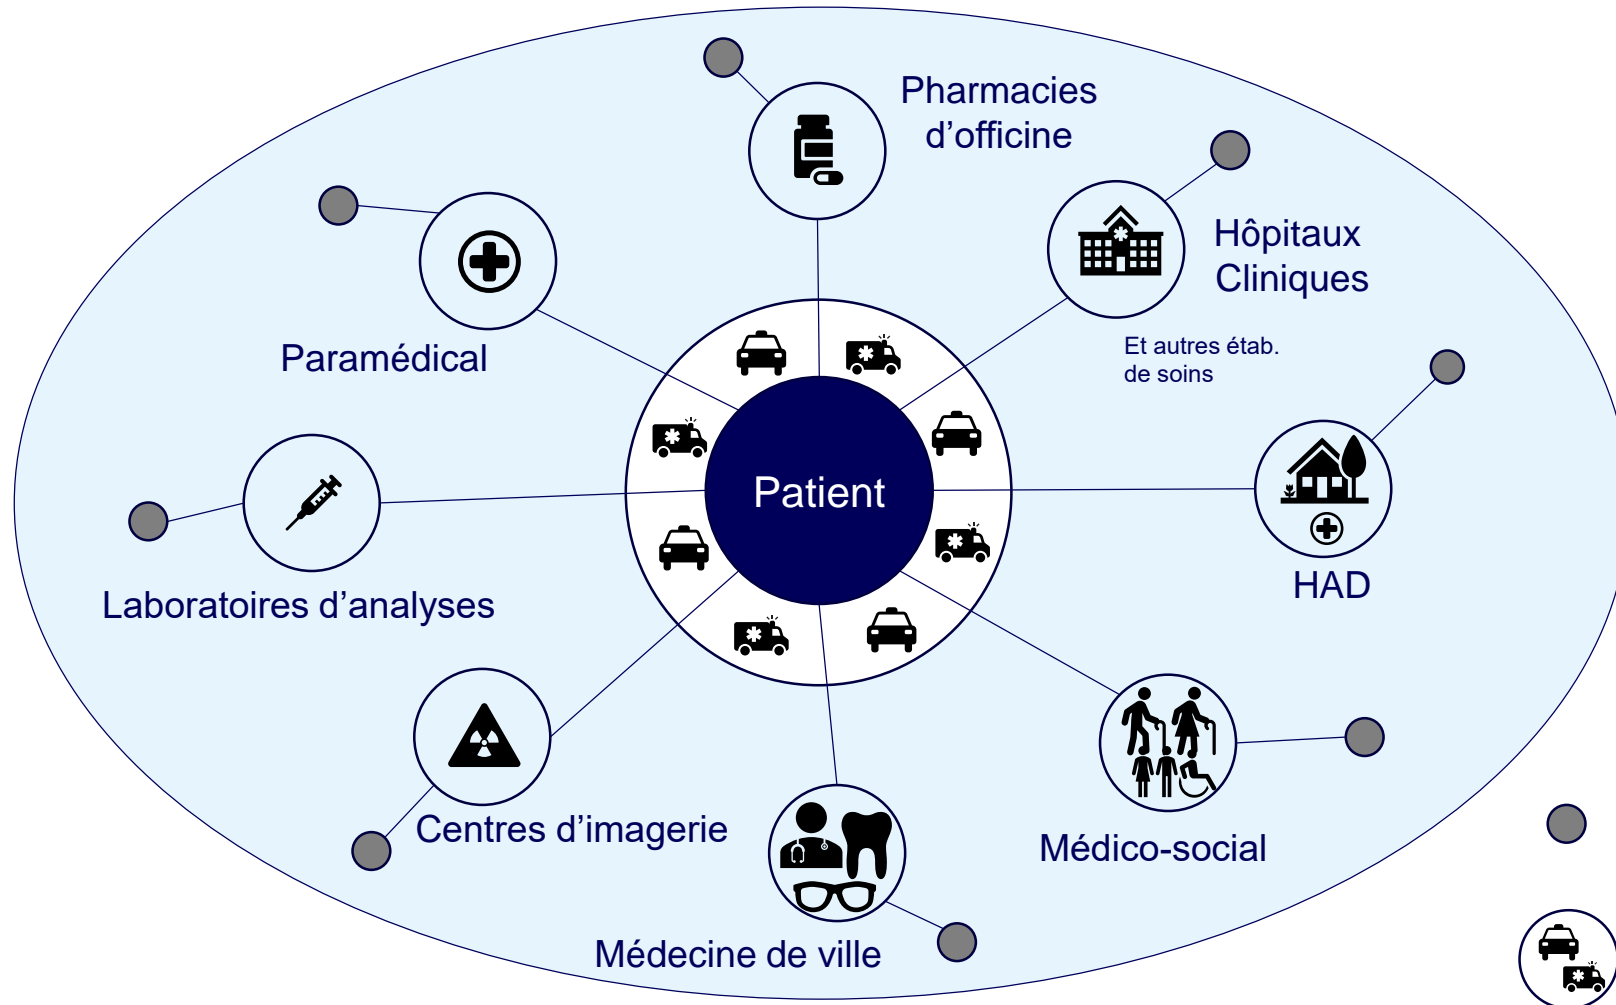 Pharmacies
d’officine
Hôpitaux
Cliniques
Et autres étab.
de soins
Paramédical
Patient
HAD
Laboratoires d’analyses
Centres d’imagerie
Médico-social
Médecine de ville